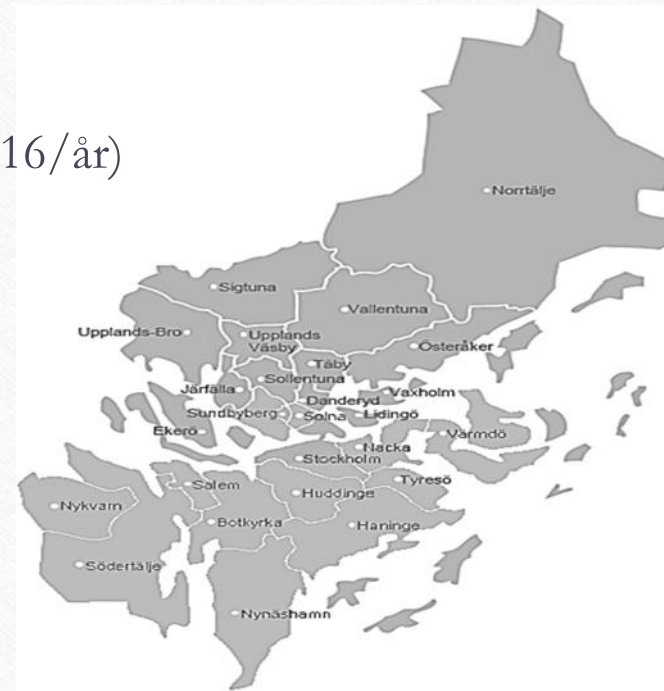 16/år)
Norrtälje
Sigtuna
Vallentuna
Upplands-Bro
Upplands
Väsby
Österåker
Täby
Järfälla
Sollentuna
Vaxholm
Danderyd
Sundbyberg
Solna
Lidingö
Ekerö
Värmdö
Nacka
Stockholm
Tyresö
Salem
Huddinge
Nykvarn
Botkyrka
Haninge
Södertälje
Nynäshamn